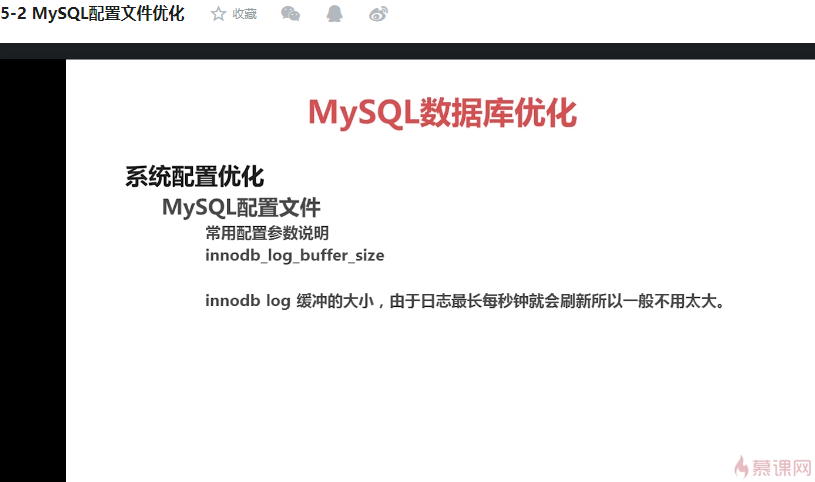 5-2 MySQL配置文件优化 收藏
MySQL数据库优化
系统配置优化
MySQL配置文件
常用配置参数说明
innodb_log_buffer_size
innodb log 缓冲的大小，由于日志最长每秒钟就会刷新所以一般不用太大。
慕课网